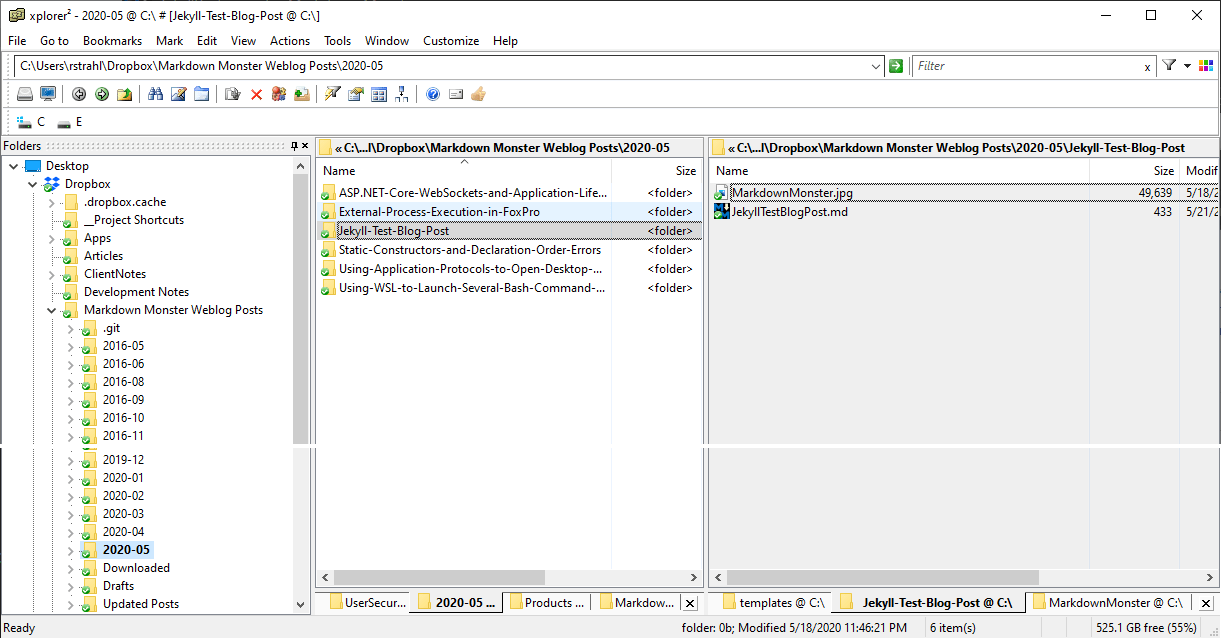 xplorer² - 2020-05 @ C:\ # [Jekyll-Test-Blog-Post @ C:\]
File Go to Bookmarks Mark Edit View Actions Tools Window Customize Help
C:\Users\rstrahl\Dropbox\Markdown Monster Weblog Posts\2020-05
Filter
x
C E
Folders
Desktop
Dropbox
.dropbox.cache
__Project Shortcuts
Apps
Articles
ClientNotes
Development Notes
Markdown Monster Weblog Posts
.git
2016-05
2016-06
2016-08
2016-09
2016-10
2016-11
2019-12
2020-01
2020-02
2020-03
2020-04
2020-05
Downloaded
Drafts
Updated Posts
« C:\...l\Dropbox\Markdown Monster Weblog Posts\2020-05
Name Size
ASP.NET-Core-WebSockets-and-Application-Life... <folder>
External-Process-Execution-in-FoxPro <folder>
Jekyll-Test-Blog-Post <folder>
Static-Constructors-and-Declaration-Order-Errors <folder>
Using-Application-Protocols-to-Open-Desktop-... <folder>
Using-WSL-to-Launch-Several-Bash-Command-... <folder>
UserSecur... 2020-05 ... Products ... Markdow...
« C:\...l\Dropbox\Markdown Monster Weblog Posts\2020-05\Jekyll-Test-Blog-Post
Name Size Modif
MarkdownMonster.jpg 49,639 5/18/2
JekyllTestBlogPost.md 433 5/21/2
templates @ C:\ Jekyll-Test-Blog-Post @ C:\ MarkdownMonster @ C:\
Ready folder: 0b; Modified 5/18/2020 11:46:21 PM 6 item(s) 525.1 GB free (55%)